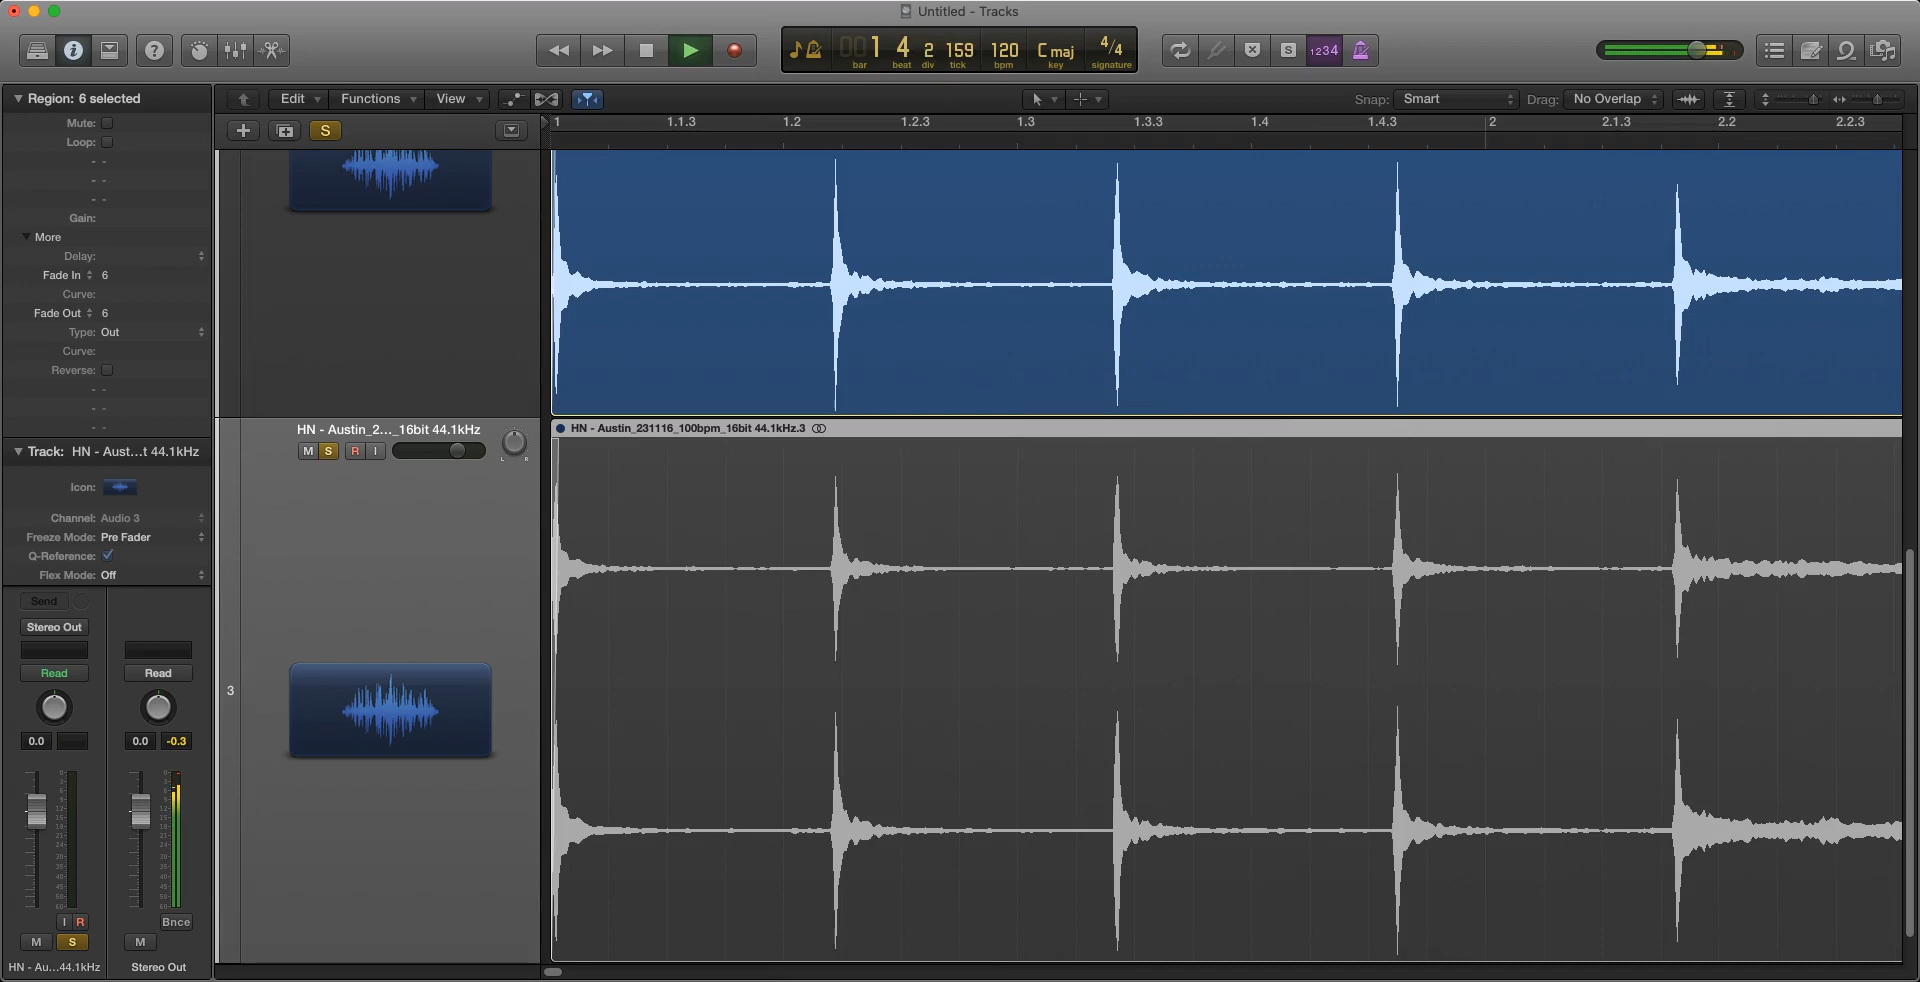 Untitled - Tracks
001 4 2 159 120 C maj 4/4
bar beat div tick bpm key signature
S 1234
Region: 6 selected
Edit Functions View
Snap: Smart Drag: No Overlap
Mute:
Loop:
- -
- -
- -
Gain:
More
Delay:
Fade In 6
Curve:
Fade Out 6
Type: Out
Curve:
Reverse:
- -
- -
- -
S
1 1.1.3 1.2 1.2.3 1.3 1.3.3 1.4 1.4.3 2 2.1.3 2.2 2.2.3
HN - Austin_2..._16bit 44.1kHz
M S R I
L R
HN - Austin_231116_100bpm_16bit 44.1kHz.3
3
Track: HN - Aust...t 44.1kHz
Icon:
Channel: Audio 3
Freeze Mode: Pre Fader
Q-Reference:
Flex Mode: Off
Send
Stereo Out
Read Read
0.0 0.0 -0.3
I R Bnce
M S M
HN - Au...44.1kHz Stereo Out